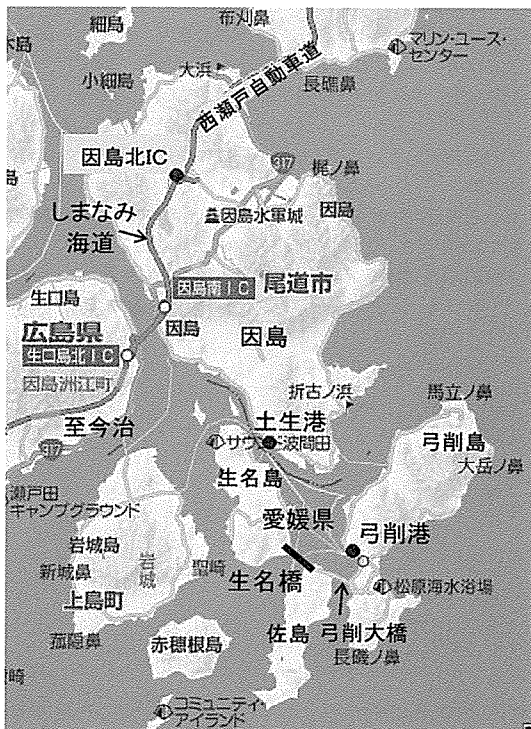 細島
布刈鼻
マリン・ユース・
センター
木島
小細島
大浜
西瀬戸自動車道
長磯鼻
因島北IC
317
梶ノ鼻
島
しまなみ
海道
因島水軍城
因島
因島南IC
尾道市
生口島
広島県
因島
因島
生口島北IC
因島洲江町
折古ノ浜
馬立ノ鼻
至今治
土生港
弓削島
317
サウンド波間田
大岳ノ鼻
瀬戸田
キャンプグラウンド
生名島
愛媛県
弓削港
岩城島
岩城
新城鼻
聖崎
生名橋
松原海水浴場
上島町
佐島
弓削大橋
菰隠鼻
赤穂根島
長磯ノ鼻
崎
コミュニティ・
アイランド